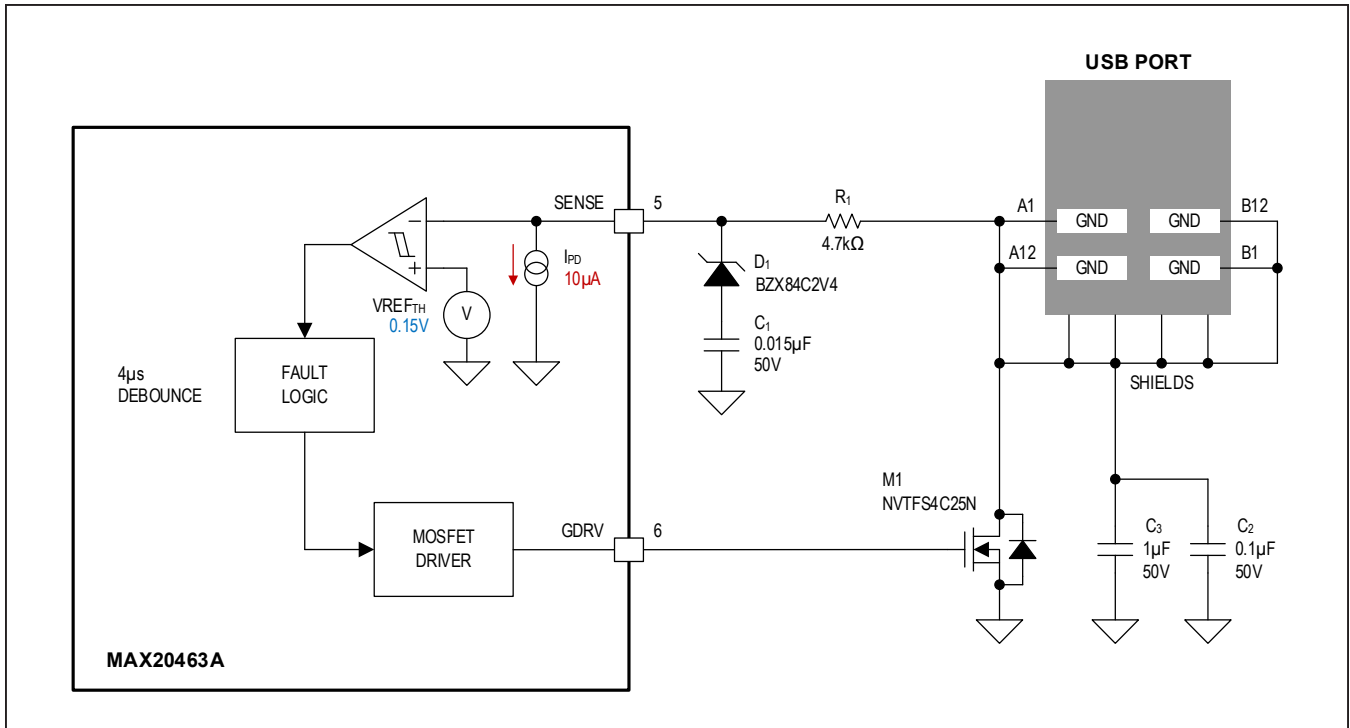 USB PORT
SENSE
5
R1
4.7kΩ
A1
GND
GND
B12
A12
GND
GND
B1
IPD
10µA
D1
BZX84C2V4
VREFTH
0.15V
V
C1
0.015µF
50V
4µs
DEBOUNCE
FAULT
LOGIC
SHIELDS
M1
NVTFS4C25N
MOSFET
DRIVER
GDRV
6
C3
1µF
50V
C2
0.1µF
50V
MAX20463A